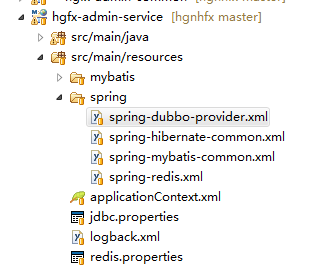 hgfx-admin-service [hgnhfx master]
src/main/java
src/main/resources
mybatis
spring
spring-dubbo-provider.xml
spring-hibernate-common.xml
spring-mybatis-common.xml
spring-redis.xml
applicationContext.xml
jdbc.properties
logback.xml
redis.properties